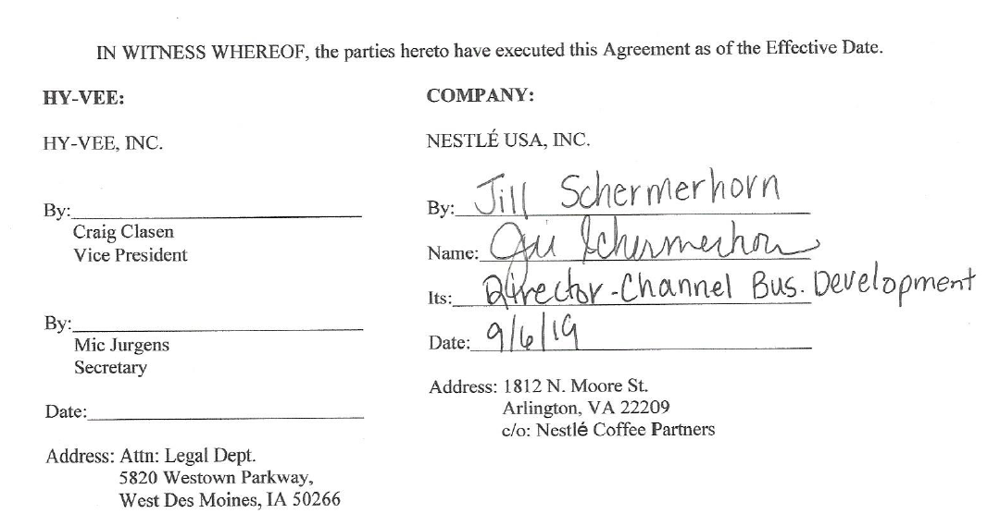 IN WITNESS WHEREOF, the parties hereto have executed this Agreement as of the Effective Date.
HY-VEE:
HY-VEE, INC.
By:
Craig Clasen
Vice President
By:
Mic Jurgens
Secretary
Date:
Address: Attn: Legal Dept.
5820 Westown Parkway,
West Des Moines, IA 50266
COMPANY:
NESTLÉ USA, INC.
By: Jill Schermerhorn
Name: Jill Schermerhorn
Its: Director-Channel Bus. Development
Date: 9/6/19
Address: 1812 N. Moore St.
Arlington, VA 22209
c/o: Nestlé Coffee Partners